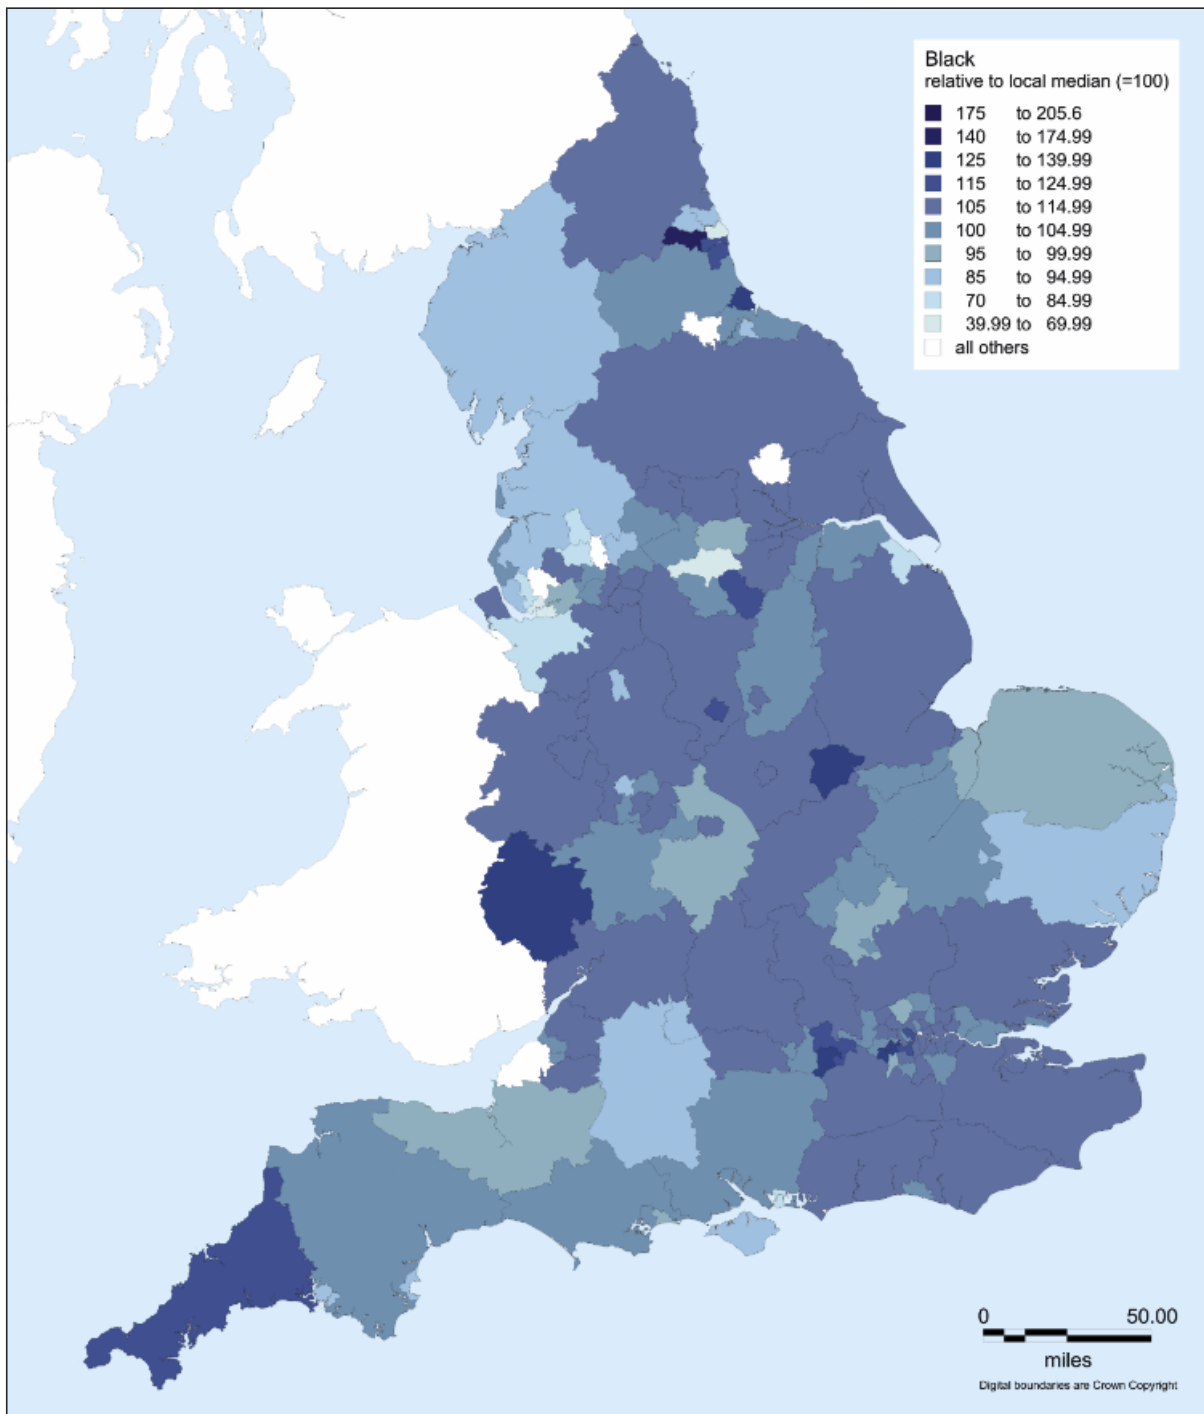 Black
relative to local median (=100)
175 to 205.6
140 to 174.99
125 to 139.99
115 to 124.99
105 to 114.99
100 to 104.99
95 to 99.99
85 to 94.99
70 to 84.99
39.99 to 69.99
all others
0 50.00
miles
Digital boundaries are Crown Copyright